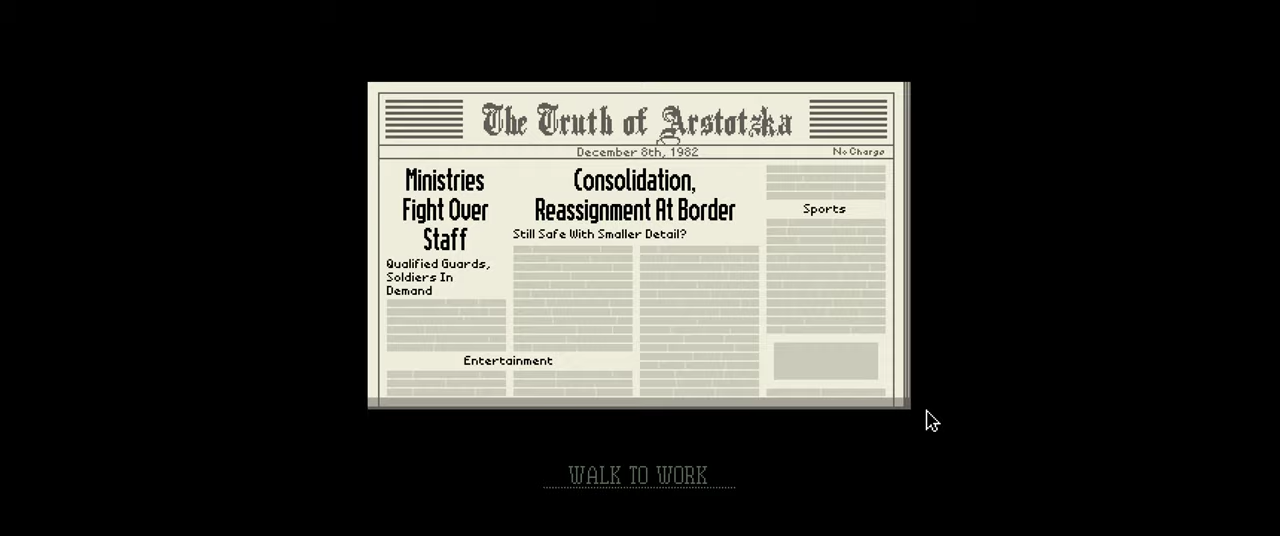 The Truth of Arstotzka
December 8th, 1982
No Charge
Ministries
Fight Over
Staff
Qualified Guards,
Soldiers In
Demand
Consolidation,
Reassignment At Border
Still Safe With Smaller Detail?
Sports
Entertainment
WALK TO WORK